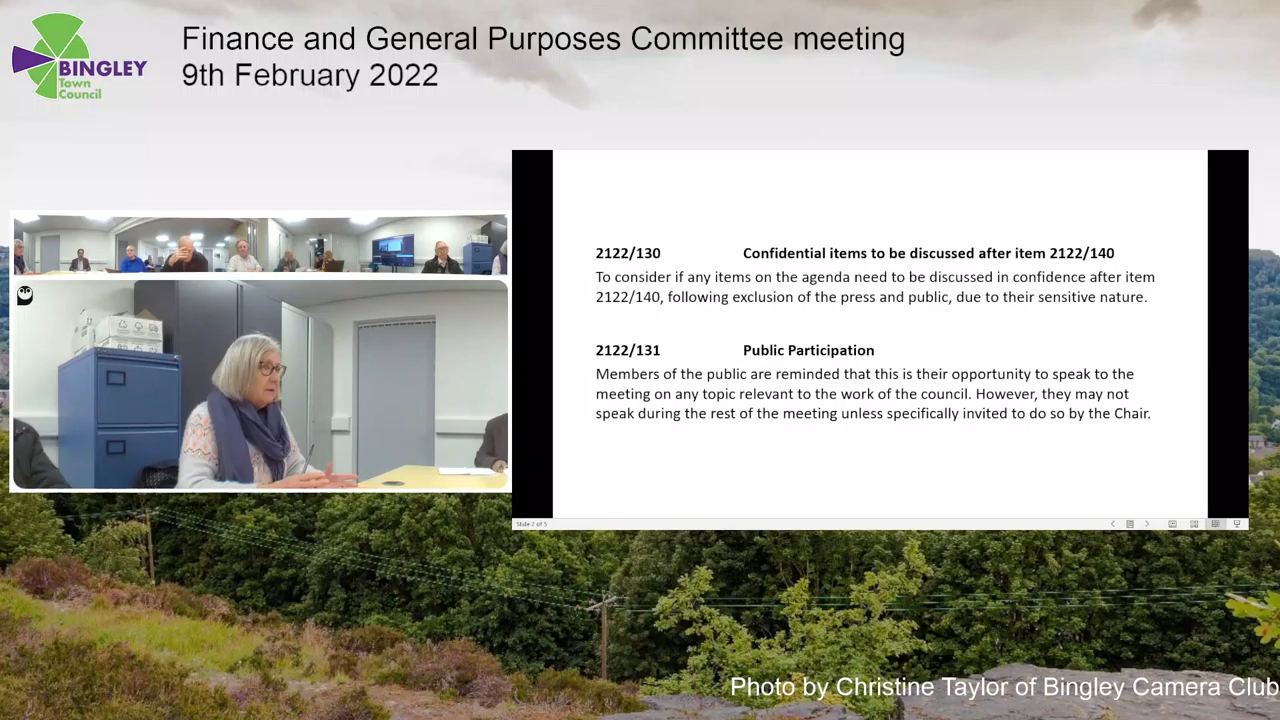 BINGLEY
Town
Council
Finance and General Purposes Committee meeting
9th February 2022
2122/130 Confidential items to be discussed after item 2122/140
To consider if any items on the agenda need to be discussed in confidence after item
2122/140, following exclusion of the press and public, due to their sensitive nature.
2122/131 Public Participation
Members of the public are reminded that this is their opportunity to speak to the
meeting on any topic relevant to the work of the council. However, they may not
speak during the rest of the meeting unless specifically invited to do so by the Chair.
Slide 2 of 5
Photo by Christine Taylor of Bingley Camera Club